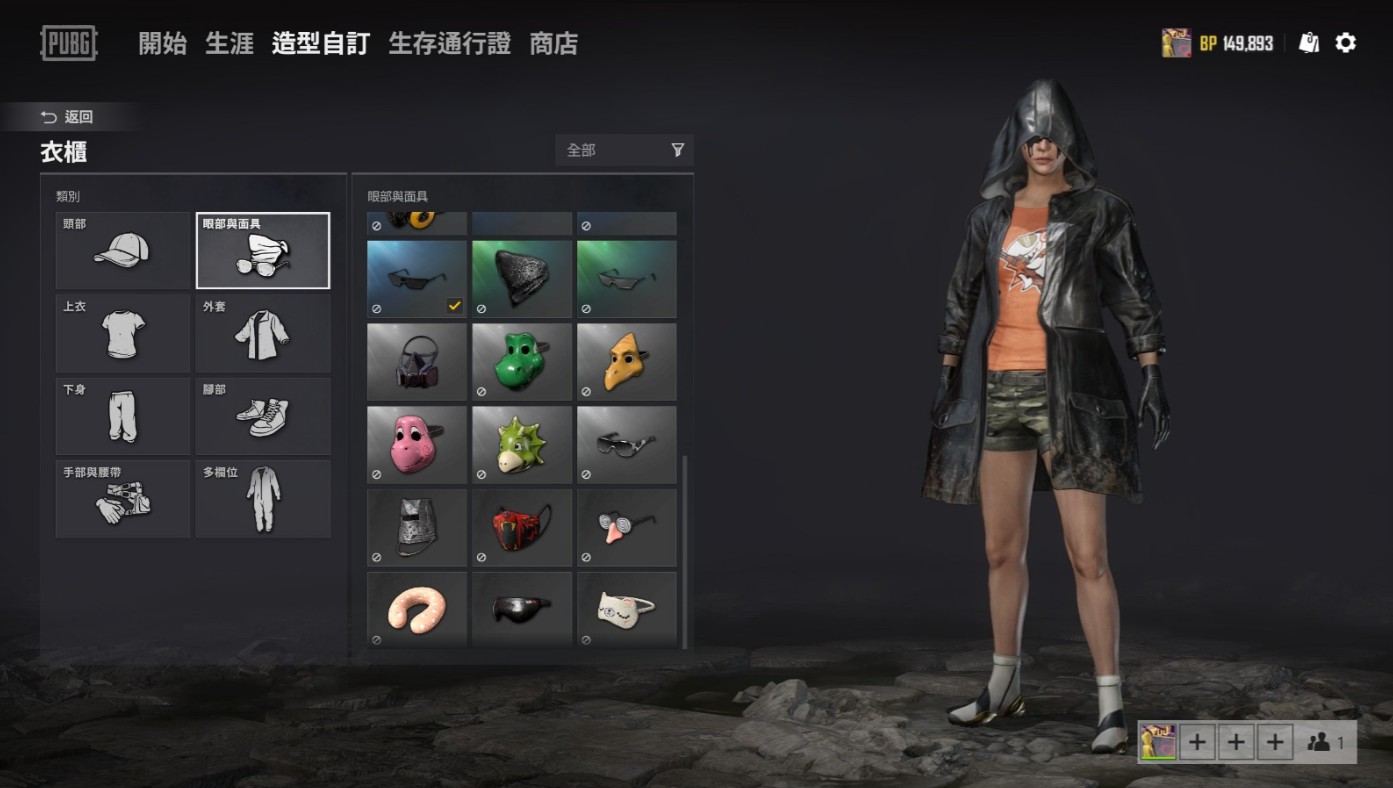 PUBG 開始 生涯 造型自訂 生存通行證 商店
BP 149,893
返回
衣櫃
全部
類別
眼部與面具
頭部
眼部與面具
上衣
外套
下身
腳部
手部與腰帶
多欄位
1